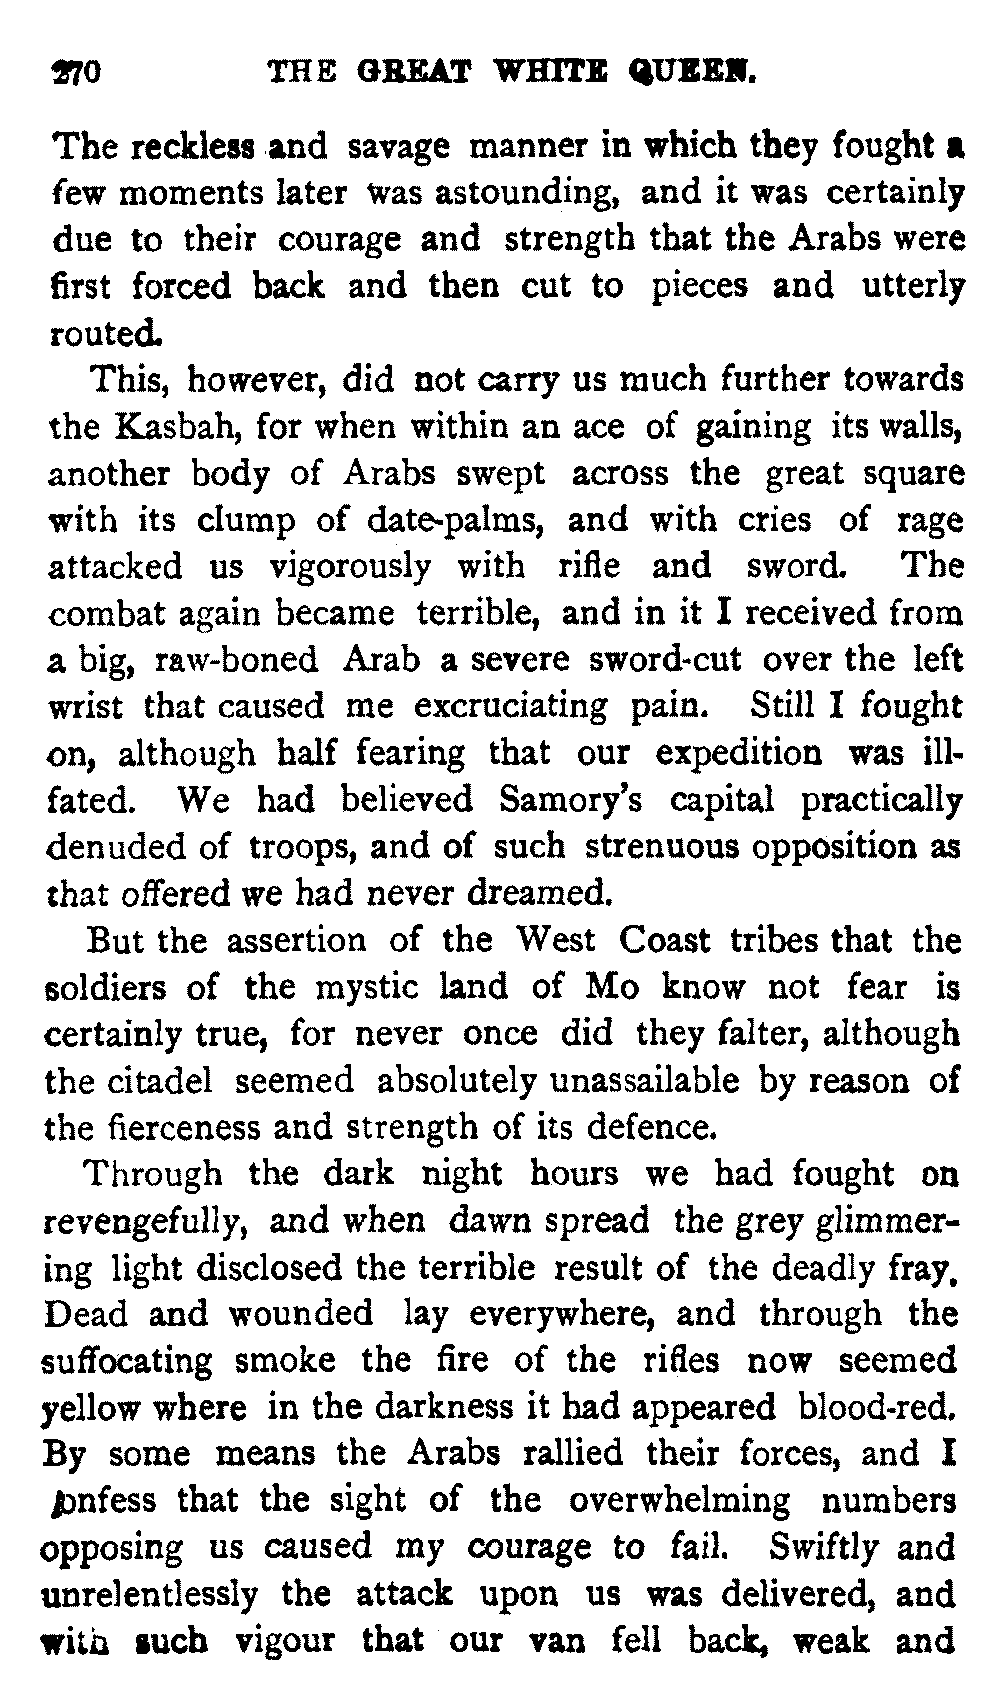 270 THE GREAT WHITE QUEEN.
The reckless and savage manner in which they fought a
few moments later was astounding, and it was certainly
due to their courage and strength that the Arabs were
first forced back and then cut to pieces and utterly
routed.
This, however, did not carry us much further towards
the Kasbah, for when within an ace of gaining its walls,
another body of Arabs swept across the great square
with its clump of date-palms, and with cries of rage
attacked us vigorously with rifle and sword. The
combat again became terrible, and in it I received from
a big, raw-boned Arab a severe sword-cut over the left
wrist that caused me excruciating pain. Still I fought
on, although half fearing that our expedition was ill-
fated. We had believed Samory's capital practically
denuded of troops, and of such strenuous opposition as
that offered we had never dreamed.
But the assertion of the West Coast tribes that the
soldiers of the mystic land of Mo know not fear is
certainly true, for never once did they falter, although
the citadel seemed absolutely unassailable by reason of
the fierceness and strength of its defence.
Through the dark night hours we had fought on
revengefully, and when dawn spread the grey glimmer-
ing light disclosed the terrible result of the deadly fray.
Dead and wounded lay everywhere, and through the
suffocating smoke the fire of the rifles now seemed
yellow where in the darkness it had appeared blood-red.
By some means the Arabs rallied their forces, and I
confess that the sight of the overwhelming numbers
opposing us caused my courage to fail. Swiftly and
unrelentlessly the attack upon us was delivered, and
with such vigour that our van fell back, weak and